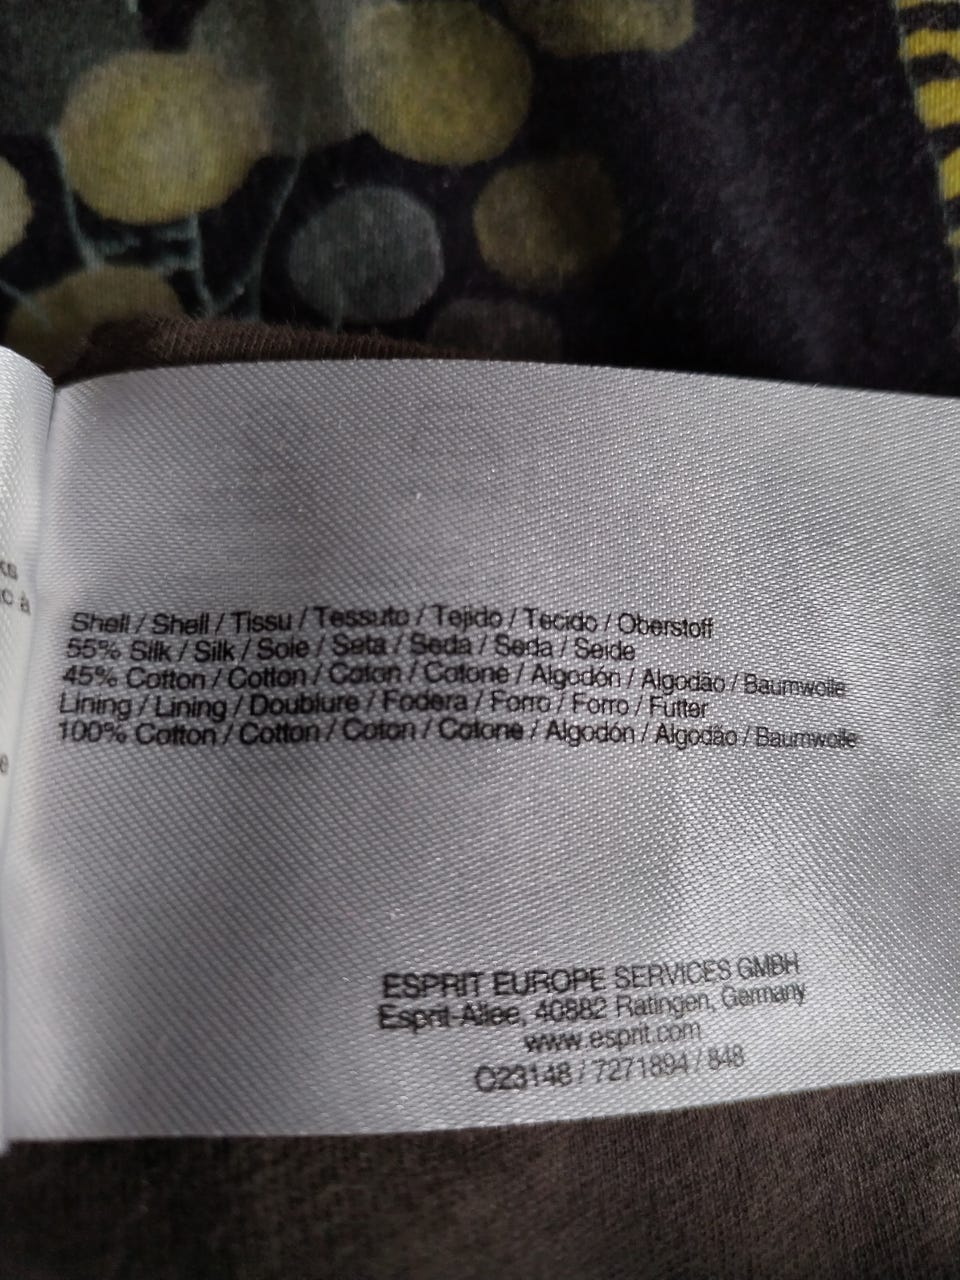 Shell / Shell / Tissu / Tessuto / Tejido / Tecido / Oberstoff
55% Silk / Silk / Soie / Seta / Seda / Seda / Seide
45% Cotton / Cotton / Coton / Cotone / Algodón / Algodão / Baumwolle
Lining / Lining / Doublure / Fodera / Forro / Forro / Futter
100% Cotton / Cotton / Coton / Cotone / Algodón / Algodão / Baumwolle
ESPRIT EUROPE SERVICES GMBH
Esprit-Allee, 40882 Ratingen, Germany
www.esprit.com
C23148 / 7271894 / 848